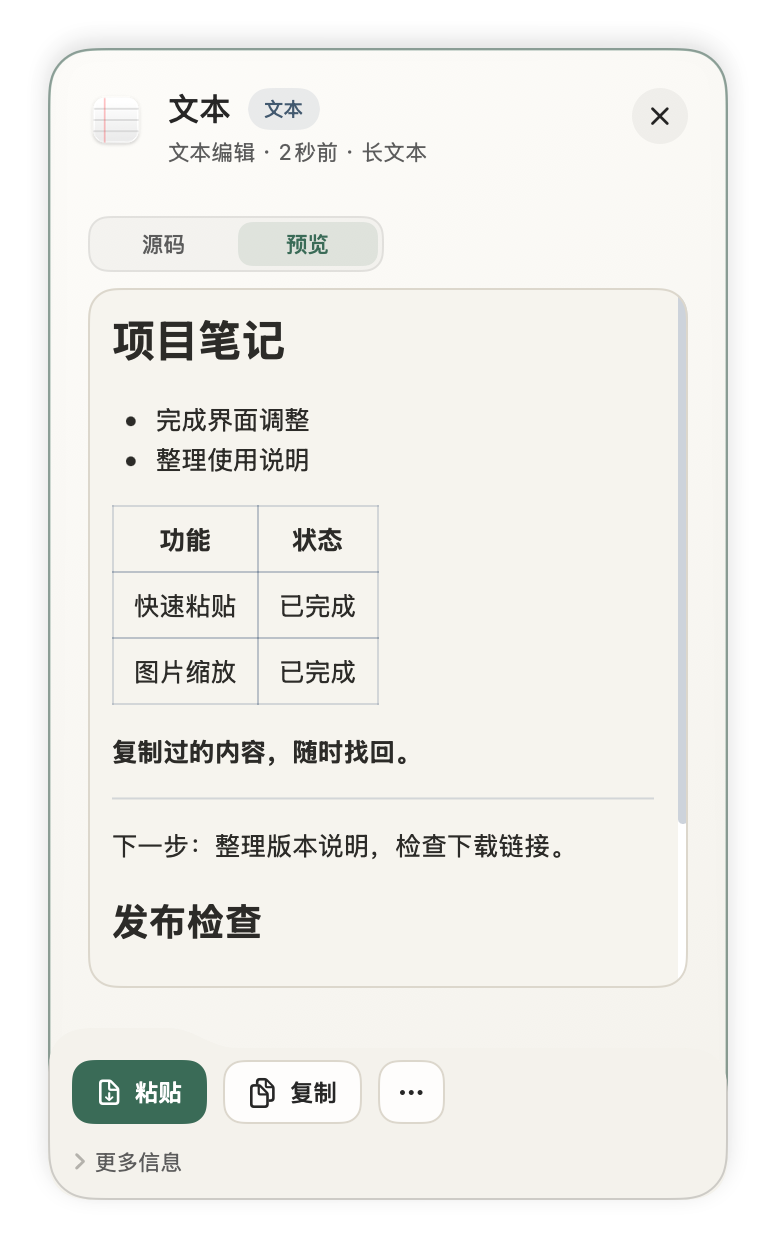 文本 文本
文本编辑 · 2秒前 · 长文本
源码 预览
项目笔记
• 完成界面调整
• 整理使用说明
功能 状态
快速粘贴 已完成
图片缩放 已完成
复制过的内容，随时找回。
下一步：整理版本说明，检查下载链接。
发布检查
粘贴 复制 ···
更多信息